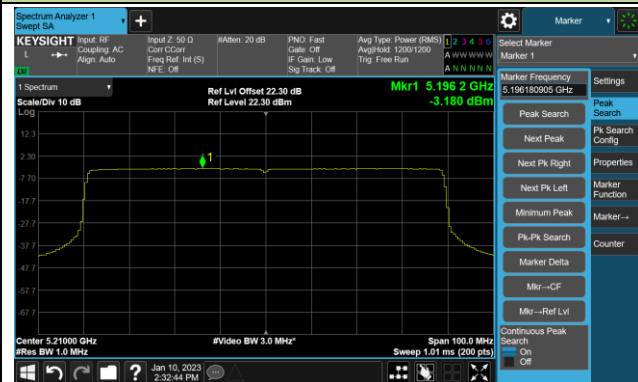 Spectrum Analyzer 1
Swept SA
Marker
KEYSIGHT
L
Input: RF
Coupling: AC
Align: Auto
Input Z: 50 Ω
Corr CCorr
Freq Ref: Int (S)
NFE: Off
#Atten: 20 dB
PNO: Fast
Gate: Off
IF Gain: Low
Sig Track: Off
Avg Type: Power (RMS)
Avg|Hold: 1200/1200
Trig: Free Run
1 2 3 4 5 6
A W W W W W
A N N N N N
Select Marker
Marker 1
1 Spectrum
Scale/Div 10 dB
Log
Ref Lvl Offset 22.30 dB
Ref Level 22.30 dBm
Mkr1 5.196 2 GHz
-3.180 dBm
12.3
2.30
-7.70
-17.7
-27.7
-37.7
-47.7
-57.7
-67.7
1
Center 5.21000 GHz
#Res BW 1.0 MHz
#Video BW 3.0 MHz*
Span 100.0 MHz
Sweep 1.01 ms (200 pts)
Marker Frequency
5.196180905 GHz
Peak Search
Next Peak
Next Pk Right
Next Pk Left
Minimum Peak
Pk-Pk Search
Marker Delta
Mkr→CF
Mkr→Ref Lvl
Continuous Peak
Search
On
Off
Settings
Peak
Search
Pk Search
Config
Properties
Marker
Function
Marker→
Counter
Jan 10, 2023
2:32:44 PM